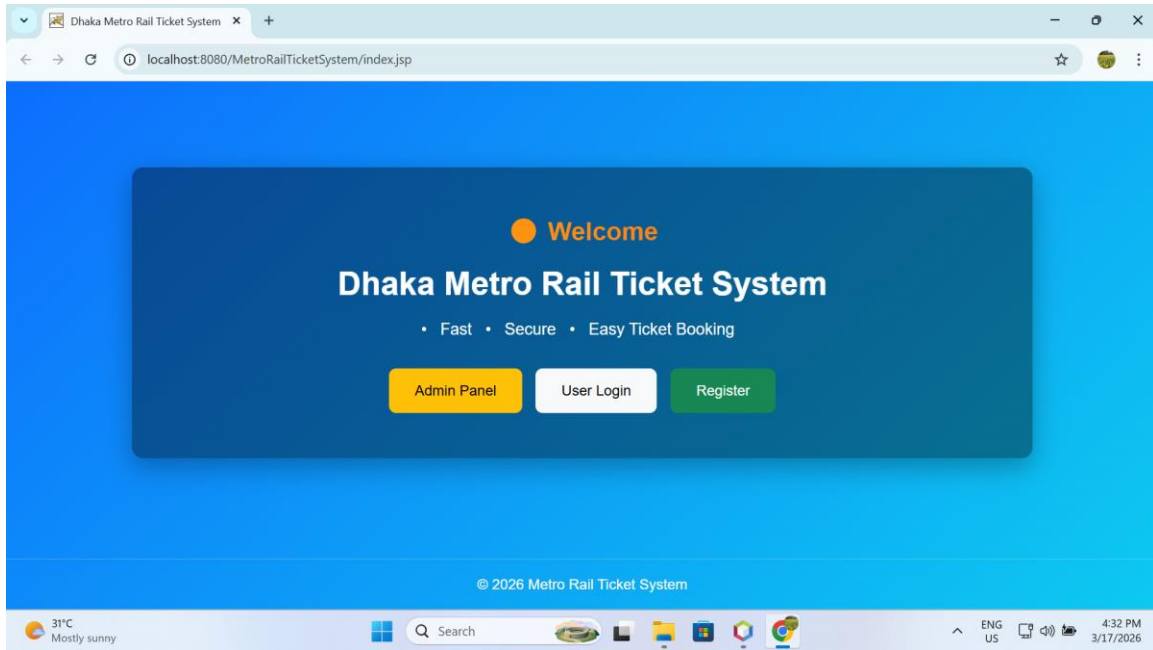 Dhaka Metro Rail Ticket System
localhost:8080/MetroRailTicketSystem/index.jsp
Welcome
Dhaka Metro Rail Ticket System
• Fast • Secure • Easy Ticket Booking
Admin Panel User Login Register
© 2026 Metro Rail Ticket System
31°C
Mostly sunny
Search
ENG
US
4:32 PM
3/17/2026